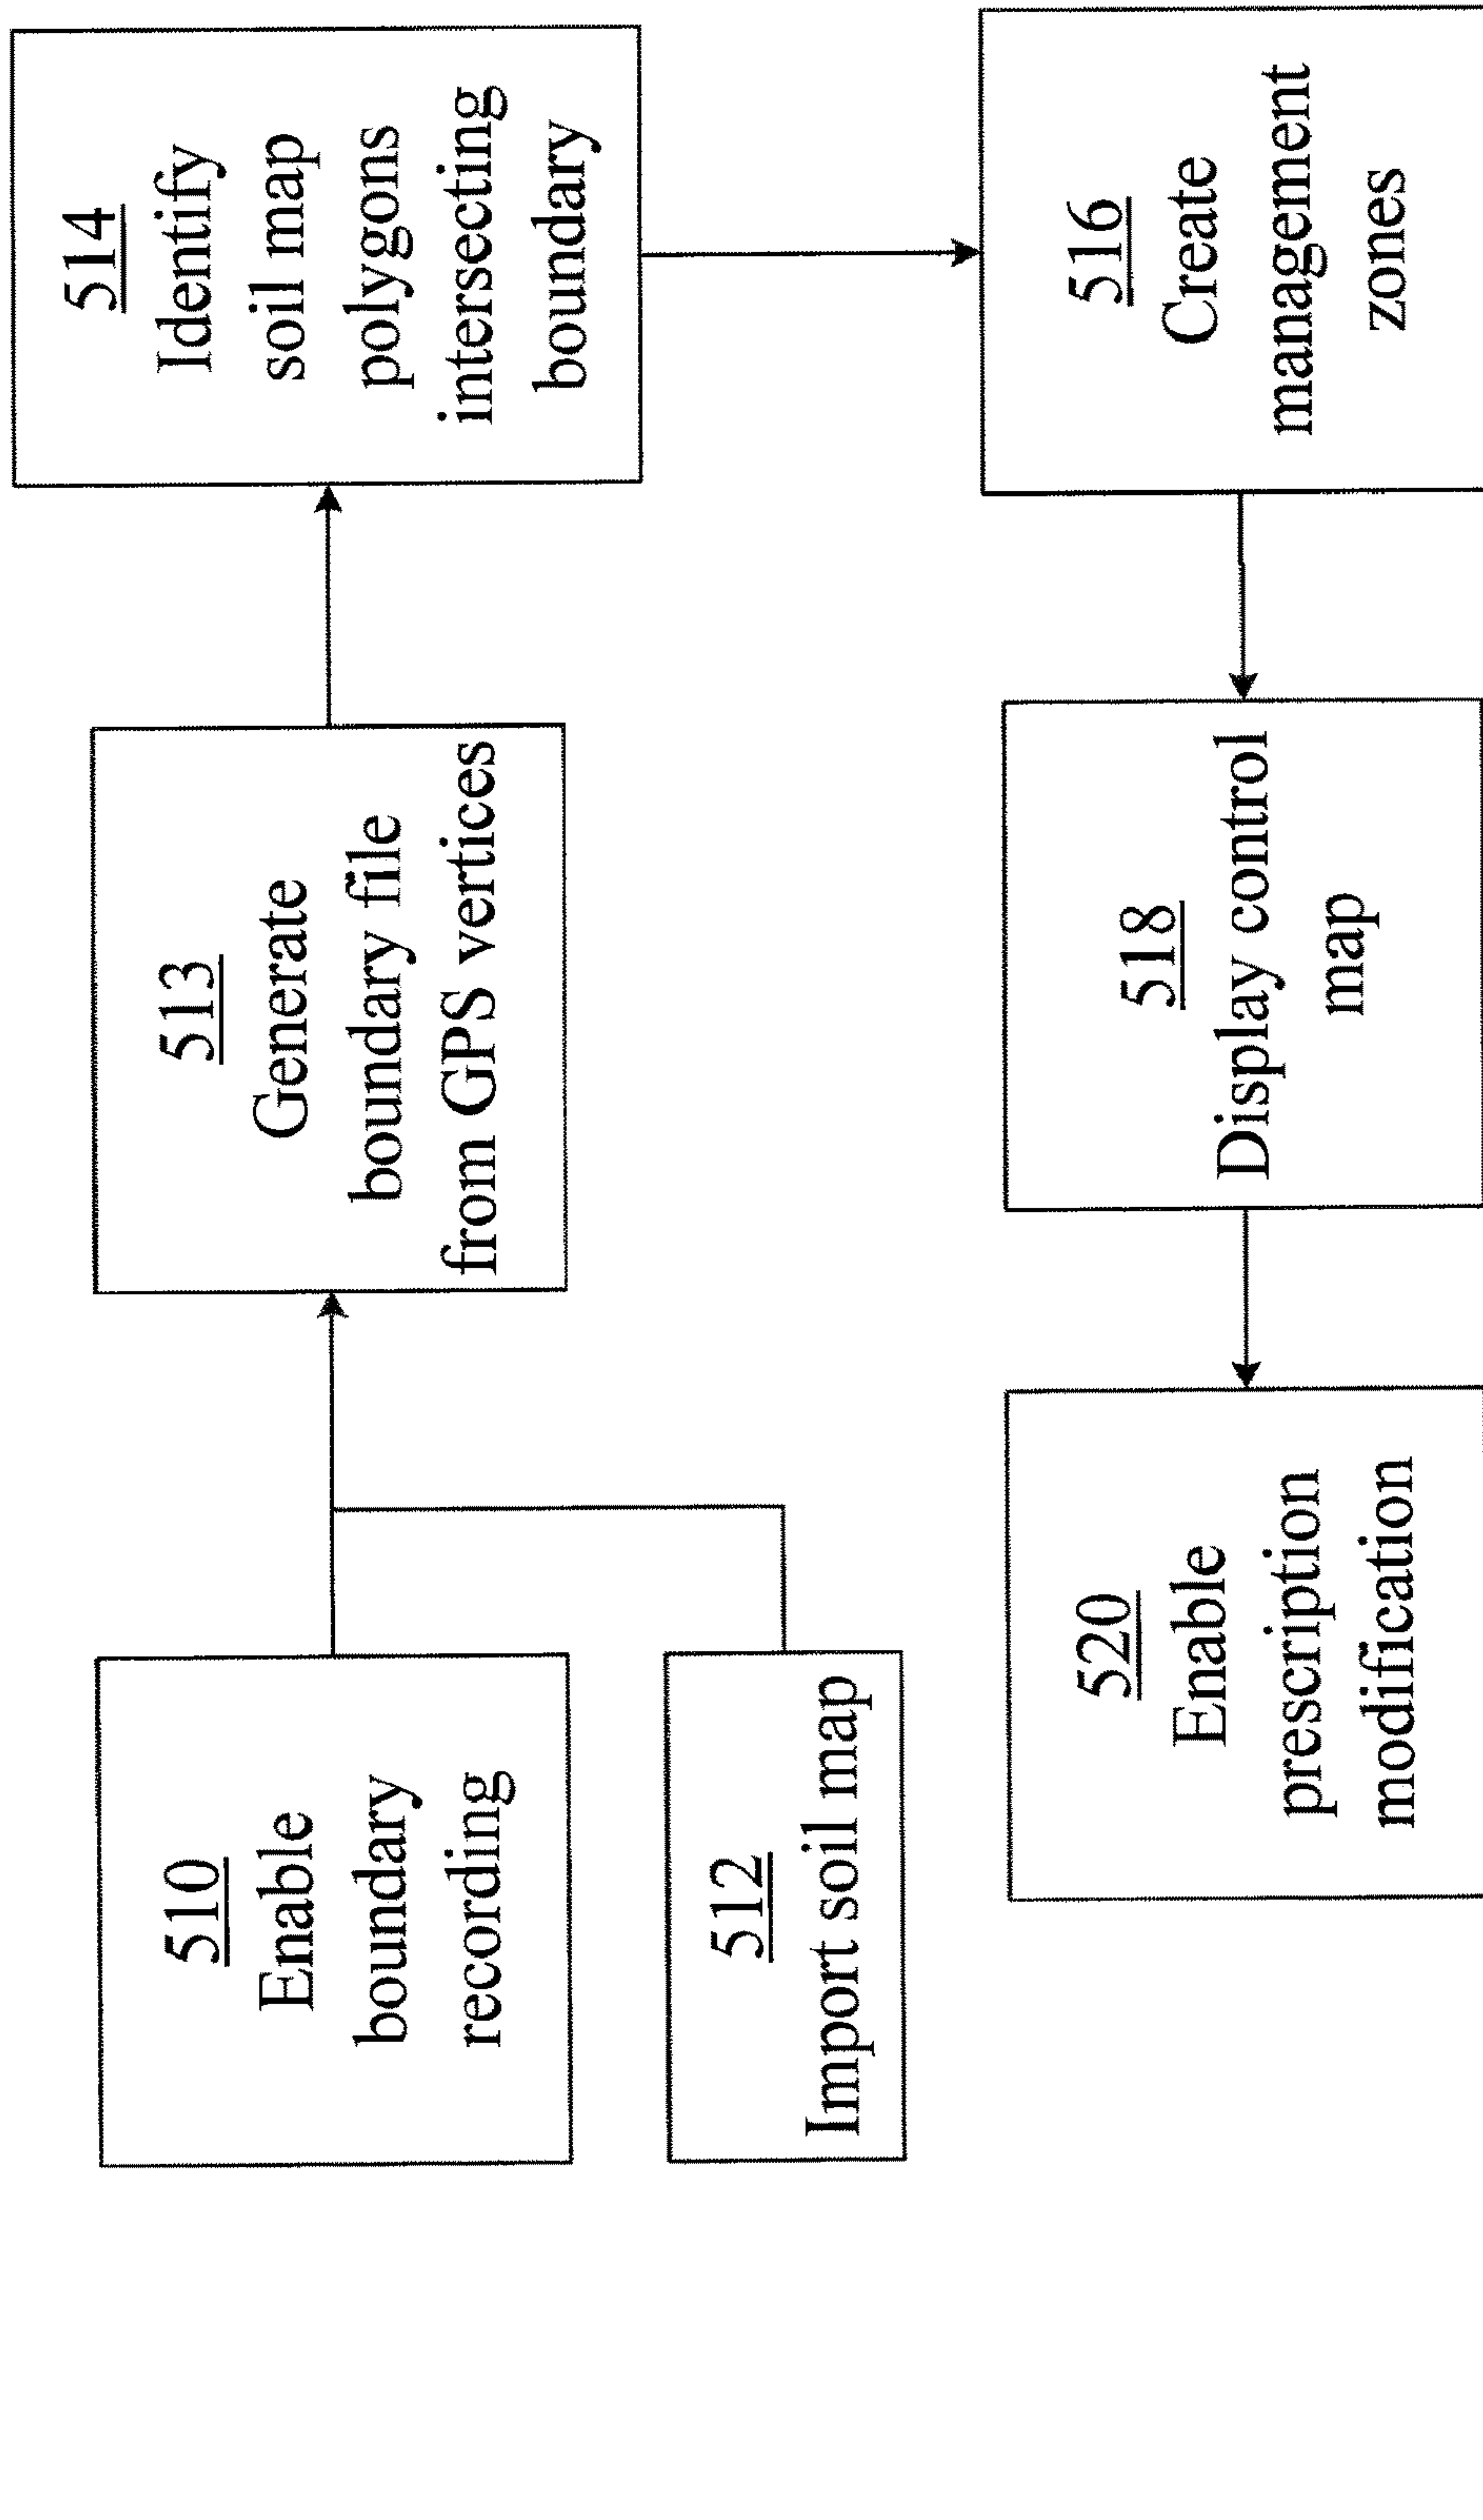 510
Enable
boundary
recording
512
Import soil map
513
Generate
boundary file
from GPS vertices
514
Identify
soil map
polygons
intersecting
boundary
516
Create
management
zones
518
Display control
map
520
Enable
prescription
modification